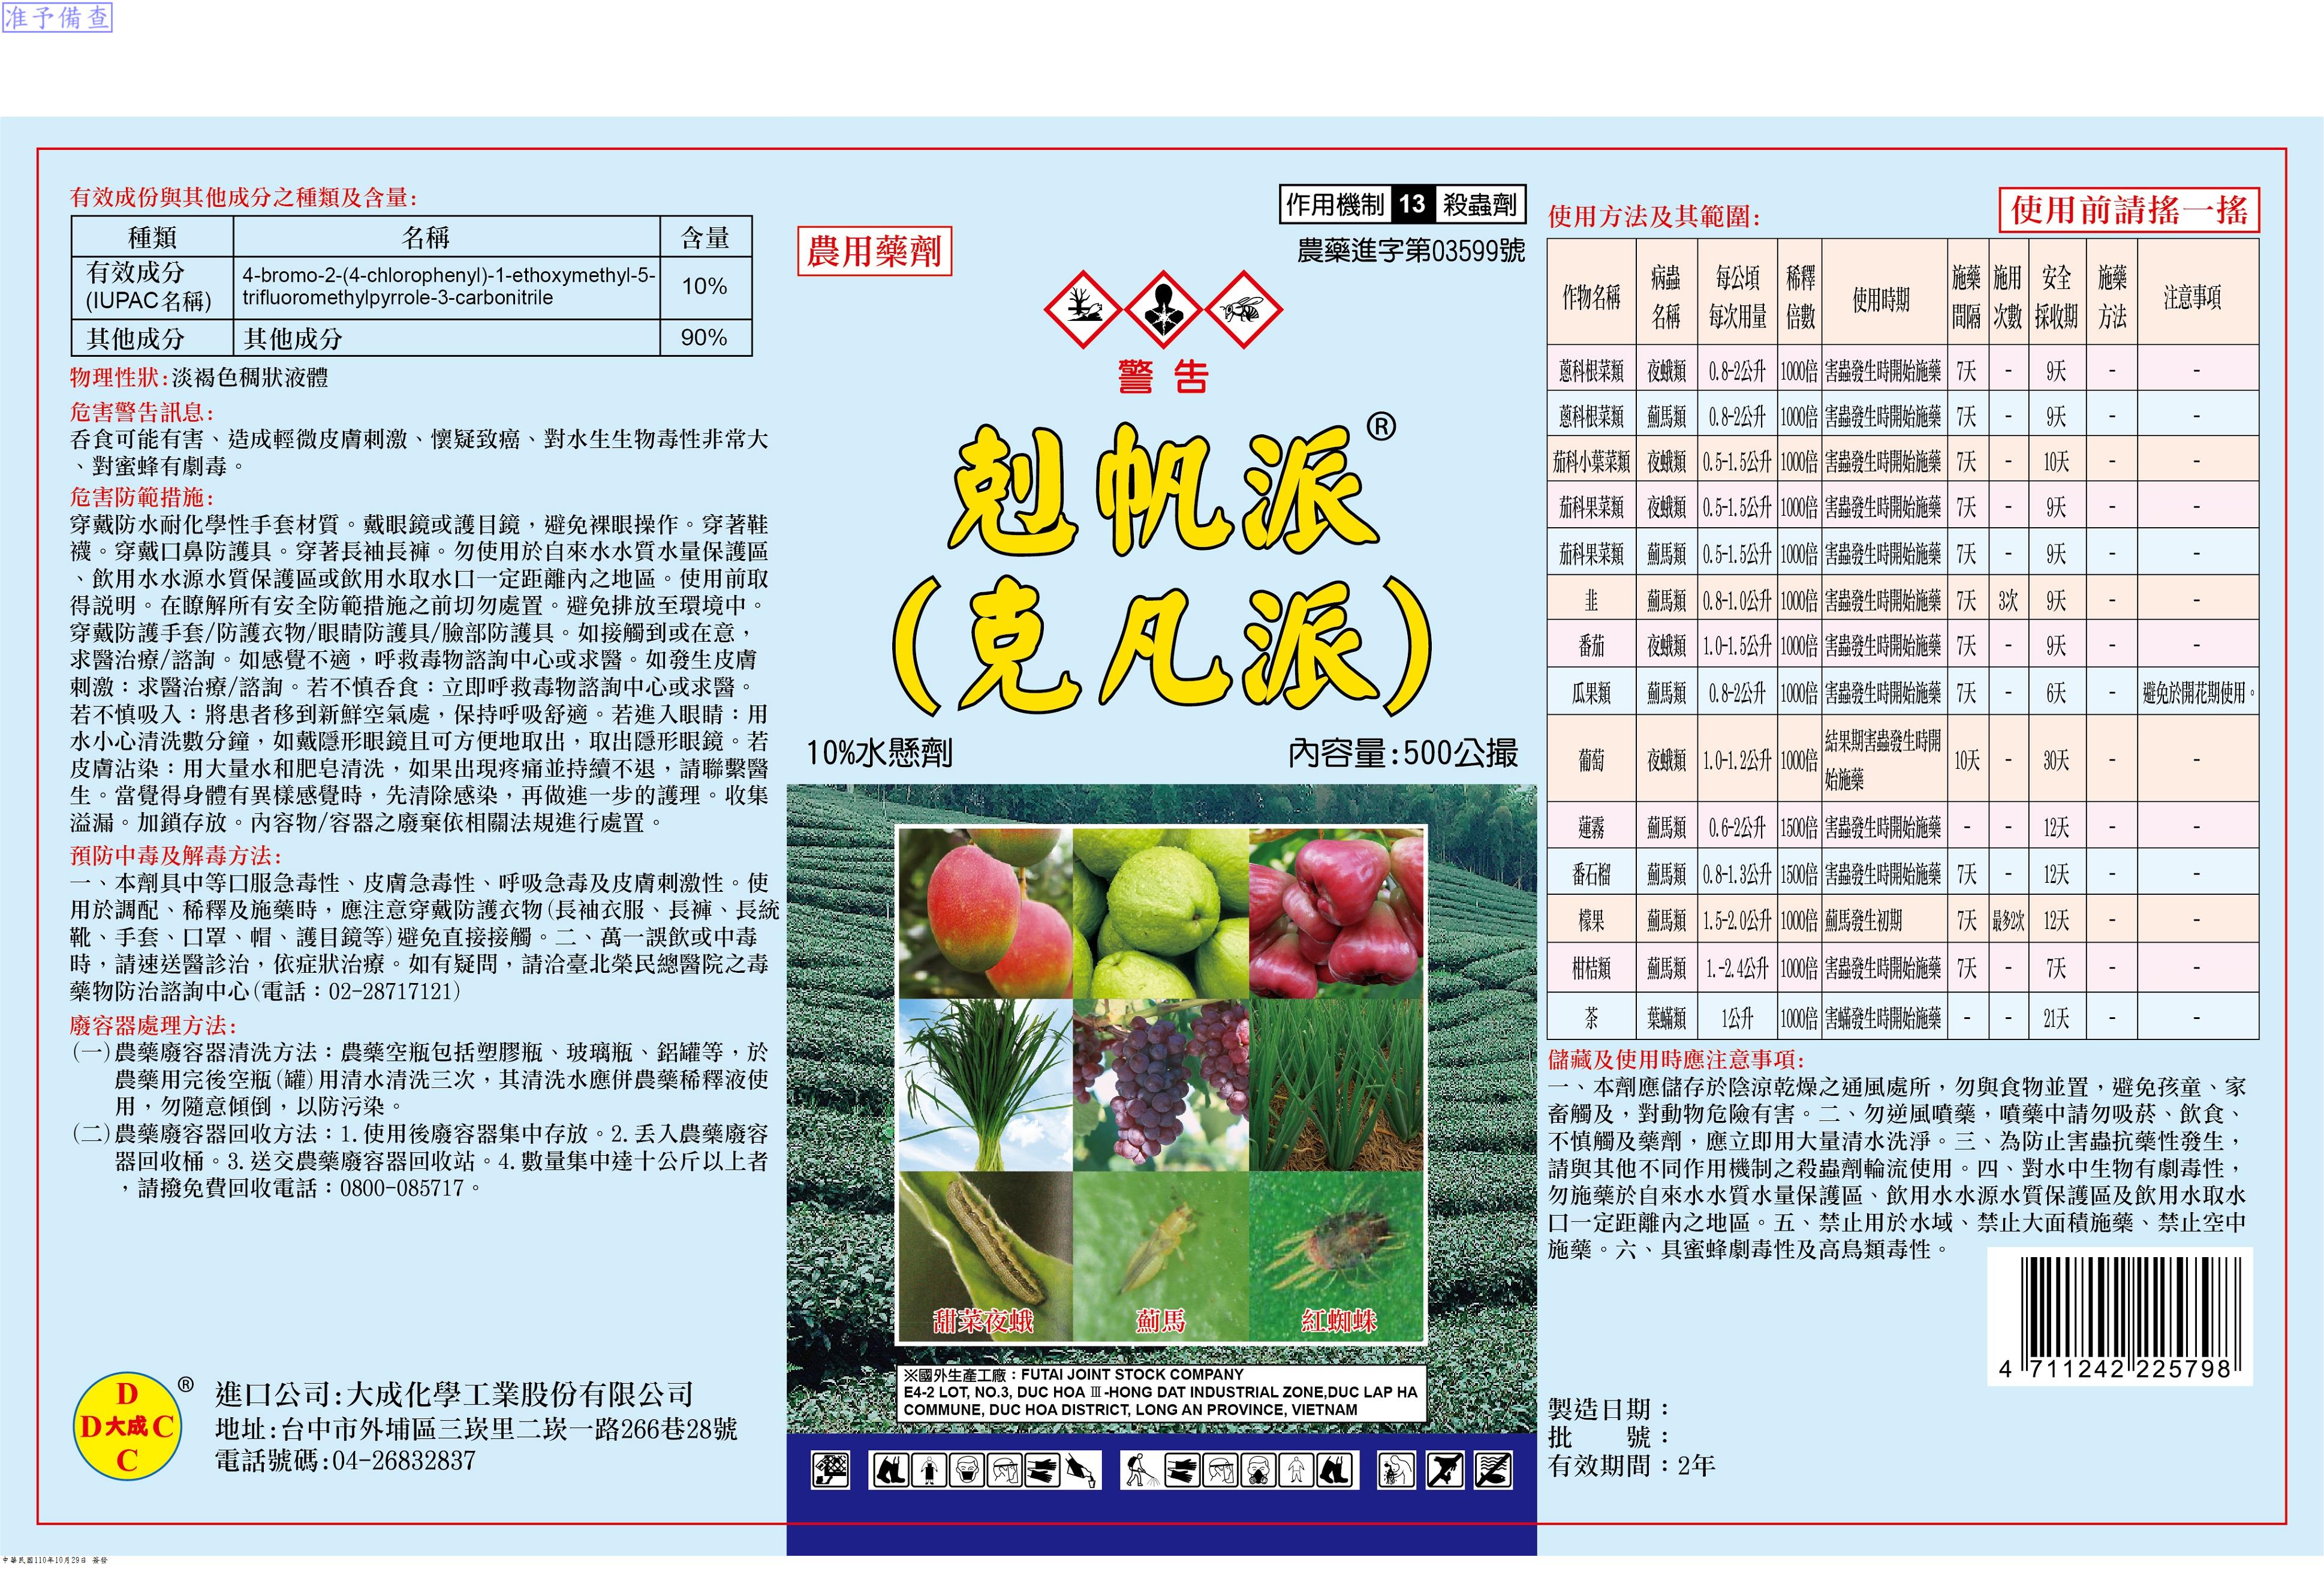 准予備查
有效成份與其他成分之種類及含量:
種類 名稱 含量
有效成分
(IUPAC名稱) 4-bromo-2-(4-chlorophenyl)-1-ethoxymethyl-5-
trifluoromethylpyrrole-3-carbonitrile 10%
其他成分 其他成分 90%
物理性狀:淡褐色稠狀液體
危害警告訊息:
吞食可能有害、造成輕微皮膚刺激、懷疑致癌、對水生生物毒性非常大
、對蜜蜂有劇毒。
危害防範措施:
穿戴防水耐化學性手套材質。戴眼鏡或護目鏡，避免裸眼操作。穿著鞋
襪。穿戴口鼻防護具。穿著長袖長褲。勿使用於自來水水質水量保護區
、飲用水水源水質保護區或飲用水取水口一定距離內之地區。使用前取
得說明。在瞭解所有安全防範措施之前切勿處置。避免排放至環境中。
穿戴防護手套/防護衣物/眼睛防護具/臉部防護具。如接觸到或在意，
求醫治療/諮詢。如感覺不適，呼救毒物諮詢中心或求醫。如發生皮膚
刺激：求醫治療/諮詢。若不慎吞食：立即呼救毒物諮詢中心或求醫。
若不慎吸入：將患者移到新鮮空氣處，保持呼吸舒適。若進入眼睛：用
水小心清洗數分鐘，如戴隱形眼鏡且可方便地取出，取出隱形眼鏡。若
皮膚沾染：用大量水和肥皂清洗，如果出現疼痛並持續不退，請聯繫醫
生。當覺得身體有異樣感覺時，先清除感染，再做進一步的護理。收集
溢漏。加鎖存放。內容物/容器之廢棄依相關法規進行處置。
預防中毒及解毒方法:
一、本劑具中等口服急毒性、皮膚急毒性、呼吸急毒及皮膚刺激性。使
用於調配、稀釋及施藥時，應注意穿戴防護衣物(長袖衣服、長褲、長統
靴、手套、口罩、帽、護目鏡等)避免直接接觸。二、萬一誤飲或中毒
時，請速送醫診治，依症狀治療。如有疑問，請洽臺北榮民總醫院之毒
藥物防治諮詢中心(電話：02-28717121)
廢容器處理方法:
(一)農藥廢容器清洗方法：農藥空瓶包括塑膠瓶、玻璃瓶、鋁罐等，於
農藥用完後空瓶(罐)用清水清洗三次，其清洗水應併農藥稀釋液使
用，勿隨意傾倒，以防污染。
(二)農藥廢容器回收方法：1.使用後廢容器集中存放。2.丟入農藥廢容
器回收桶。3.送交農藥廢容器回收站。4.數量集中達十公斤以上者
，請撥免費回收電話：0800-085717。
D
D大成C
C
®
進口公司:大成化學工業股份有限公司
地址:台中市外埔區三崁里二崁一路266巷28號
電話號碼:04-26832837
作用機制 13 殺蟲劑
農用藥劑
農藥進字第03599號
警告
剋帆派®
(克凡派)
10%水懸劑 內容量:500公撮
甜菜夜蛾 薊馬 紅蜘蛛
※國外生產工廠：FUTAI JOINT STOCK COMPANY
E4-2 LOT, NO.3, DUC HOA Ⅲ-HONG DAT INDUSTRIAL ZONE,DUC LAP HA
COMMUNE, DUC HOA DISTRICT, LONG AN PROVINCE, VIETNAM
使用方法及其範圍:
使用前請搖一搖
作物名稱 病蟲名稱 每公頃每次用量 稀釋倍數 使用時期 施藥間隔 施用次數 安全採收期 施藥方法 注意事項
蔥科根菜類 夜蛾類 0.8-2公升 1000倍 害蟲發生時開始施藥 7天 - 9天 - -
蔥科根菜類 薊馬類 0.8-2公升 1000倍 害蟲發生時開始施藥 7天 - 9天 - -
茄科小葉菜類 夜蛾類 0.5-1.5公升 1000倍 害蟲發生時開始施藥 7天 - 10天 - -
茄科果菜類 夜蛾類 0.5-1.5公升 1000倍 害蟲發生時開始施藥 7天 - 9天 - -
茄科果菜類 薊馬類 0.5-1.5公升 1000倍 害蟲發生時開始施藥 7天 - 9天 - -
韭 薊馬類 0.8-1.0公升 1000倍 害蟲發生時開始施藥 7天 3次 9天 - -
番茄 夜蛾類 1.0-1.5公升 1000倍 害蟲發生時開始施藥 7天 - 9天 - -
瓜果類 薊馬類 0.8-2公升 1000倍 害蟲發生時開始施藥 7天 - 6天 - 避免於開花期使用。
葡萄 夜蛾類 1.0-1.2公升 1000倍 結果期害蟲發生時開始施藥 10天 - 30天 - -
蓮霧 薊馬類 0.6-2公升 1500倍 害蟲發生時開始施藥 - - 12天 - -
番石榴 薊馬類 0.8-1.3公升 1500倍 害蟲發生時開始施藥 7天 - 12天 - -
檬果 薊馬類 1.5-2.0公升 1000倍 薊馬發生初期 7天 最多2次 12天 - -
柑桔類 薊馬類 1.-2.4公升 1000倍 害蟲發生時開始施藥 7天 - 7天 - -
茶 葉蟎類 1公升 1000倍 害蟎發生時開始施藥 - - 21天 - -
儲藏及使用時應注意事項:
一、本劑應儲存於陰涼乾燥之通風處所，勿與食物並置，避免孩童、家
畜觸及，對動物危險有害。二、勿逆風噴藥，噴藥中請勿吸菸、飲食、
不慎觸及藥劑，應立即用大量清水洗淨。三、為防止害蟲抗藥性發生，
請與其他不同作用機制之殺蟲劑輪流使用。四、對水中生物有劇毒性，
勿施藥於自來水水質水量保護區、飲用水水源水質保護區及飲用水取水
口一定距離內之地區。五、禁止用於水域、禁止大面積施藥、禁止空中
施藥。六、具蜜蜂劇毒性及高鳥類毒性。
4 711242 225798
製造日期：
批　　號：
有效期間：2年
中華民國110年10月29日 簽發